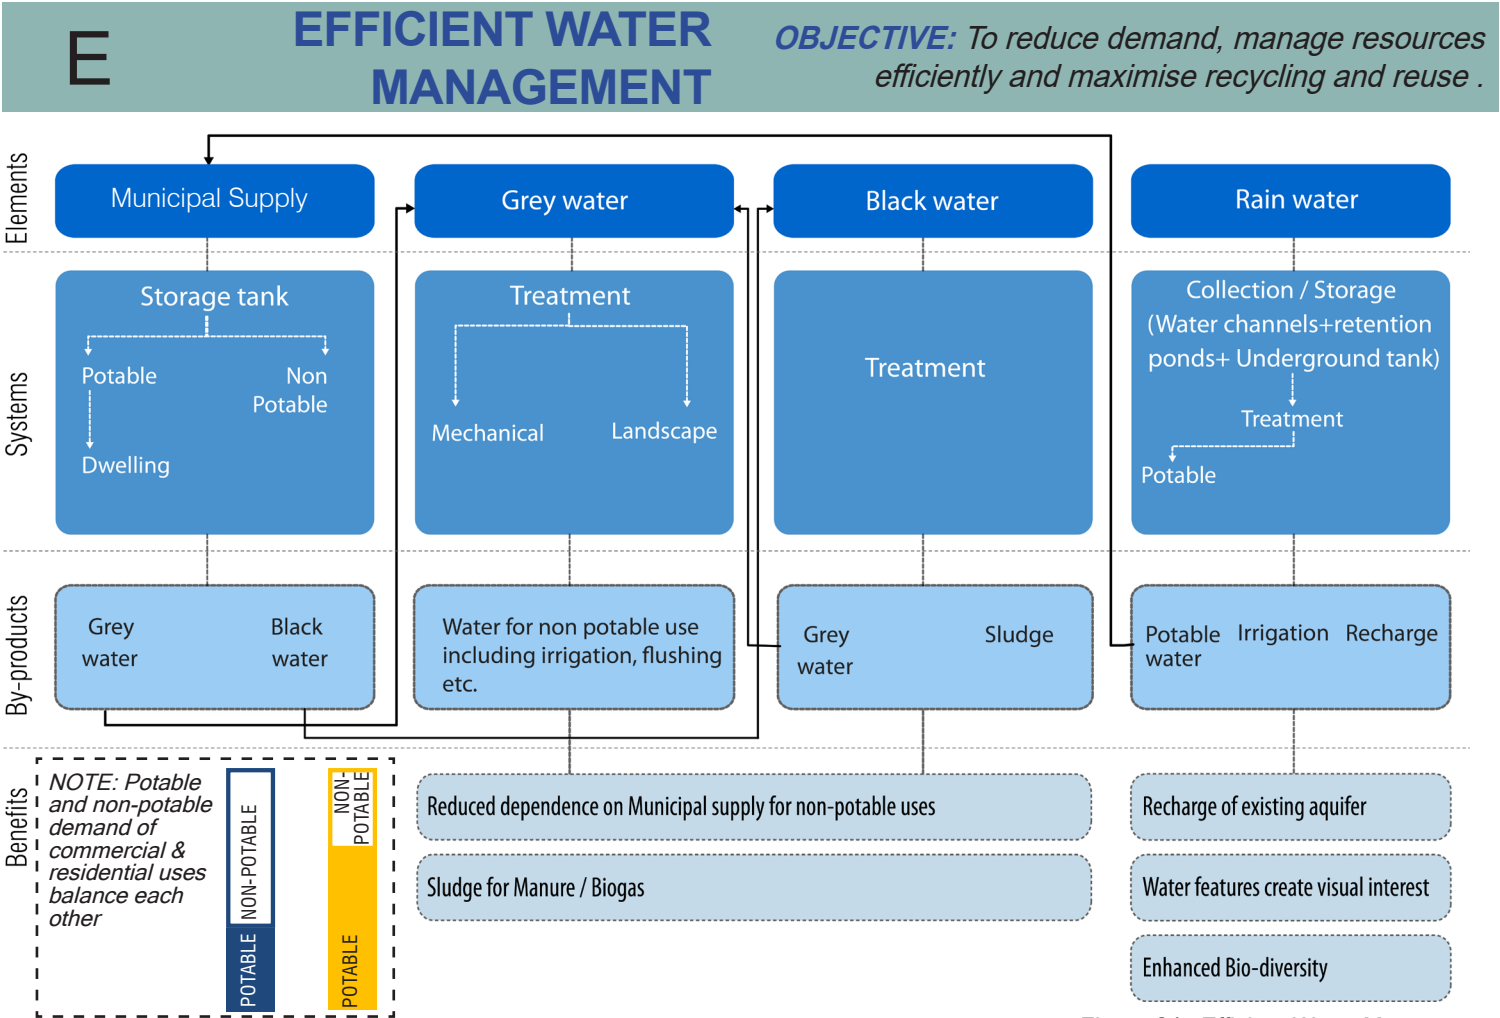 E
EFFICIENT WATER
MANAGEMENT
OBJECTIVE: To reduce demand, manage resources
efficiently and maximise recycling and reuse .
Elements
Municipal Supply
Grey water
Black water
Rain water
Systems
Storage tank
Potable
Non
Potable
Dwelling
Treatment
Mechanical
Landscape
Treatment
Collection / Storage
(Water channels+retention
ponds+ Underground tank)
Treatment
Potable
By-products
Grey
water
Black
water
Water for non potable use
including irrigation, flushing
etc.
Grey
water
Sludge
Potable
water
Irrigation
Recharge
Benefits
NOTE: Potable
and non-potable
demand of
commercial &
residential uses
balance each
other
NON-POTABLE
POTABLE
NON-
POTABLE
POTABLE
Reduced dependence on Municipal supply for non-potable uses
Sludge for Manure / Biogas
Recharge of existing aquifer
Water features create visual interest
Enhanced Bio-diversity